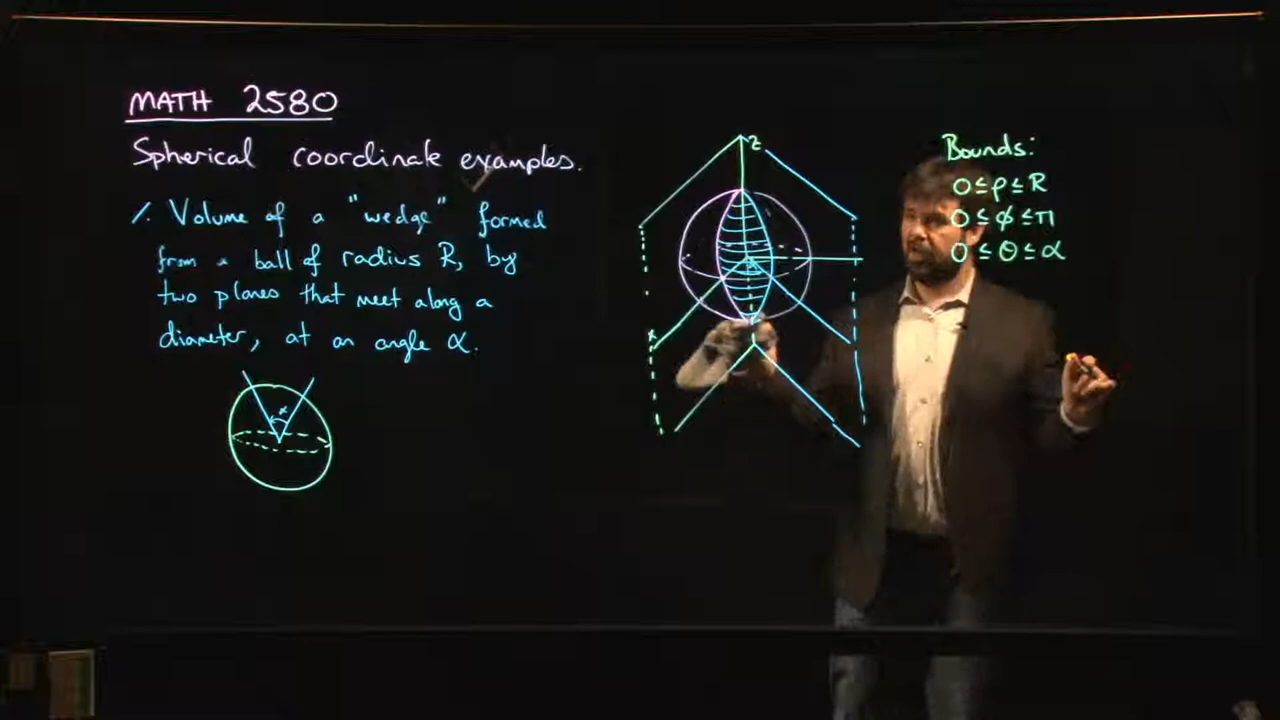 MATH 2580
Spherical coordinate examples.
1. Volume of a "wedge" formed
from a ball of radius R, by
two planes that meet along a
diameter, at an angle α.
α
z
x
Bounds:
0 ≤ ρ ≤ R
0 ≤ φ ≤ π
0 ≤ θ ≤ α